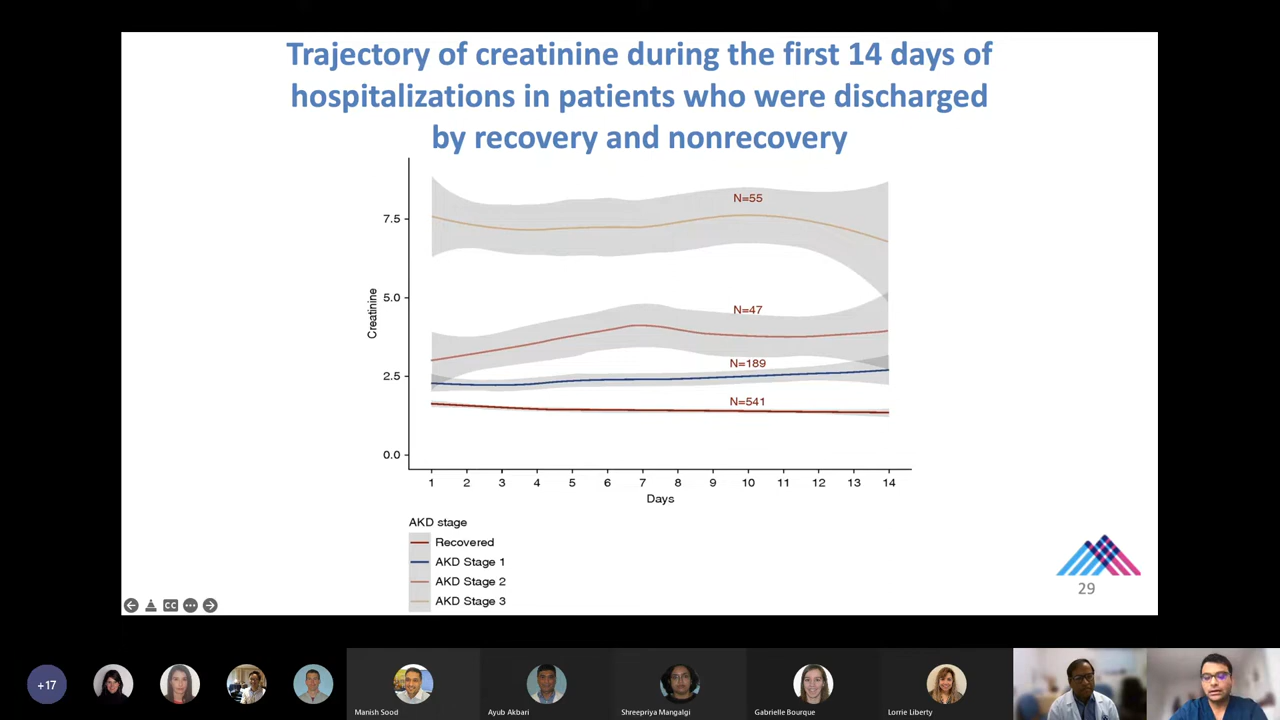 Trajectory of creatinine during the first 14 days of
hospitalizations in patients who were discharged
by recovery and nonrecovery
N=55
7.5
5.0
N=47
Creatinine
N=189
2.5
N=541
0.0
1 2 3 4 5 6 7 8 9 10 11 12 13 14
Days
AKD stage
Recovered
AKD Stage 1
AKD Stage 2
AKD Stage 3
29
CC
+17
Manish Sood
Ayub Akbari
Shreepriya Mangalgi
Gabrielle Bourque
Lorrie Liberty